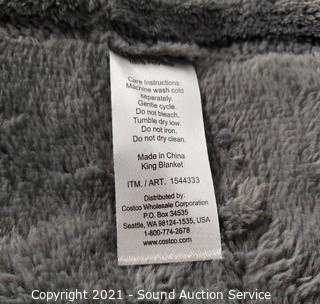 Care Instructions:
Machine wash cold
separately.
Gentle cycle.
Do not bleach.
Tumble dry low.
Do not iron.
Do not dry clean.
Made in China
King Blanket
ITM. / ART. 1544333
Distributed by:
Costco Wholesale Corporation
P.O. Box 34535
Seattle, WA 98124-1535, USA
1-800-774-2678
www.costco.com
Copyright 2021 - Sound Auction Service